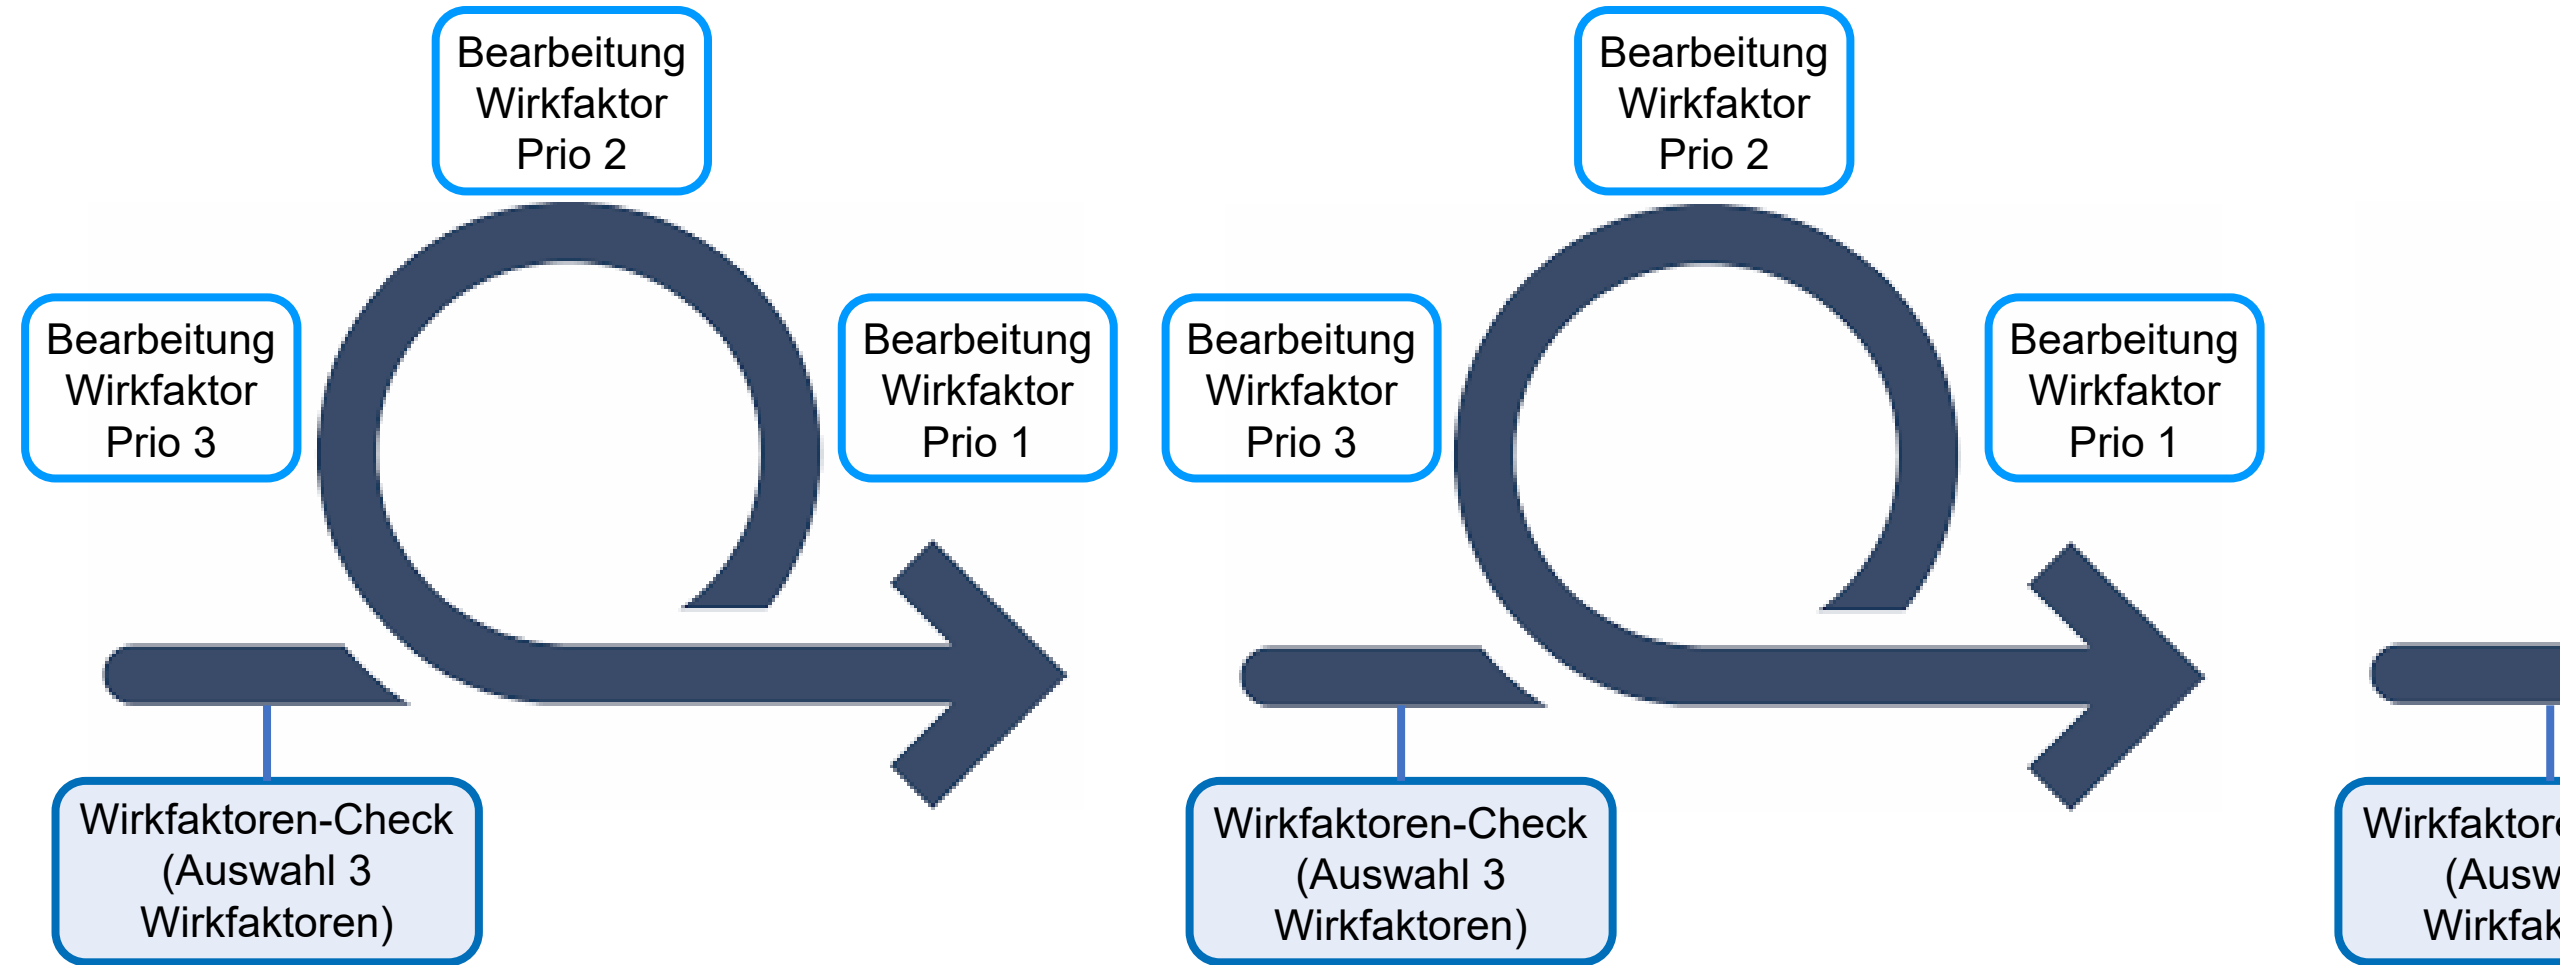 Bearbeitung
Wirkfaktor
Prio 2
Bearbeitung
Wirkfaktor
Prio 2
Bearbeitung
Wirkfaktor
Prio 3
Bearbeitung
Wirkfaktor
Prio 1
Bearbeitung
Wirkfaktor
Prio 3
Bearbeitung
Wirkfaktor
Prio 1
Wirkfaktoren-Check
(Auswahl 3
Wirkfaktoren)
Wirkfaktoren-Check
(Auswahl 3
Wirkfaktoren)